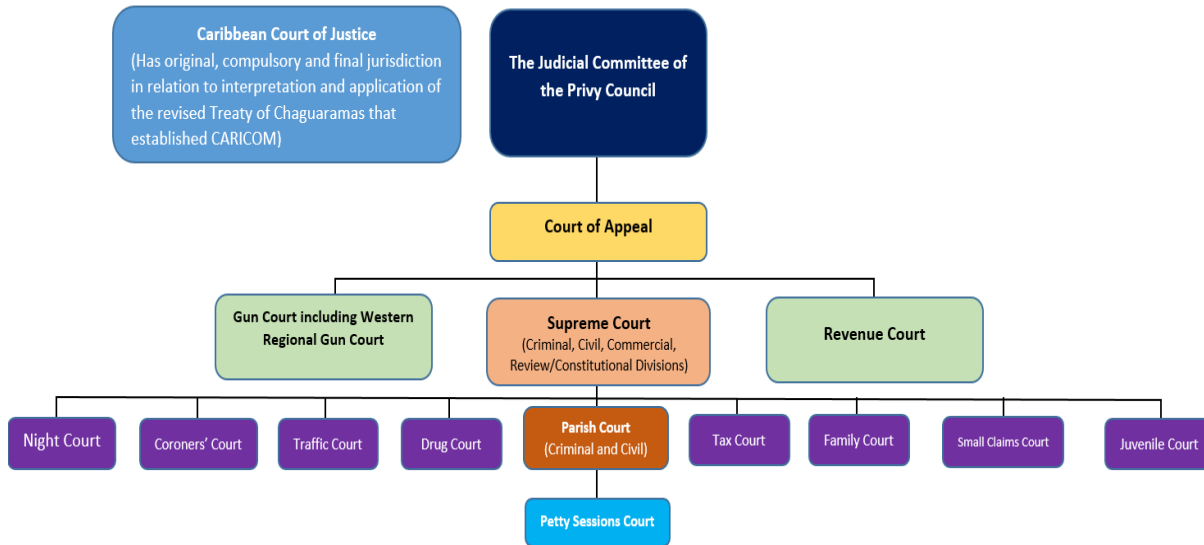 Caribbean Court of Justice
(Has original, compulsory and final jurisdiction
in relation to interpretation and application of
the revised Treaty of Chaguaramas that
established CARICOM)
The Judicial Committee of
the Privy Council
Court of Appeal
Gun Court including Western
Regional Gun Court
Supreme Court
(Criminal, Civil, Commercial,
Review/Constitutional Divisions)
Revenue Court
Night Court
Coroners' Court
Traffic Court
Drug Court
Parish Court
(Criminal and Civil)
Tax Court
Family Court
Small Claims Court
Juvenile Court
Petty Sessions Court